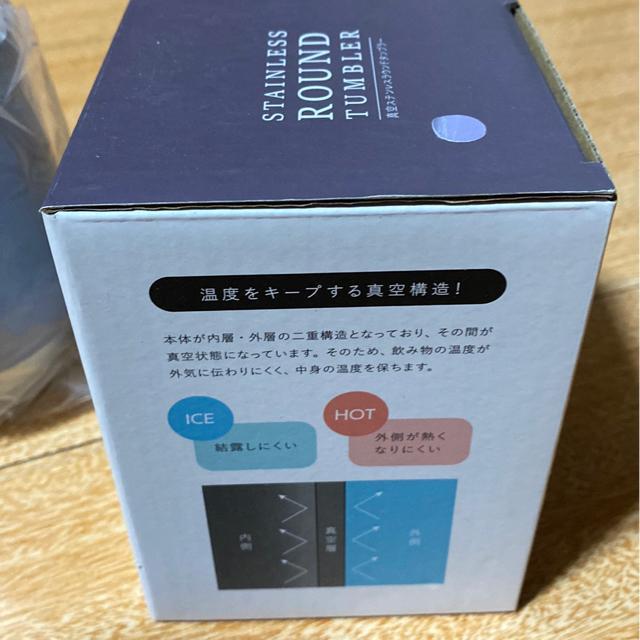 STAINLESS
ROUND
TUMBLER
真空ステンレスラウンドタンブラー
温度をキープする真空構造！
本体が内層・外層の二重構造となっており、その間が
真空状態になっています。そのため、飲み物の温度が
外気に伝わりにくく、中身の温度を保ちます。
ICE
結露しにくい
HOT
外側が熱く
なりにくい
内側
真空層
外側